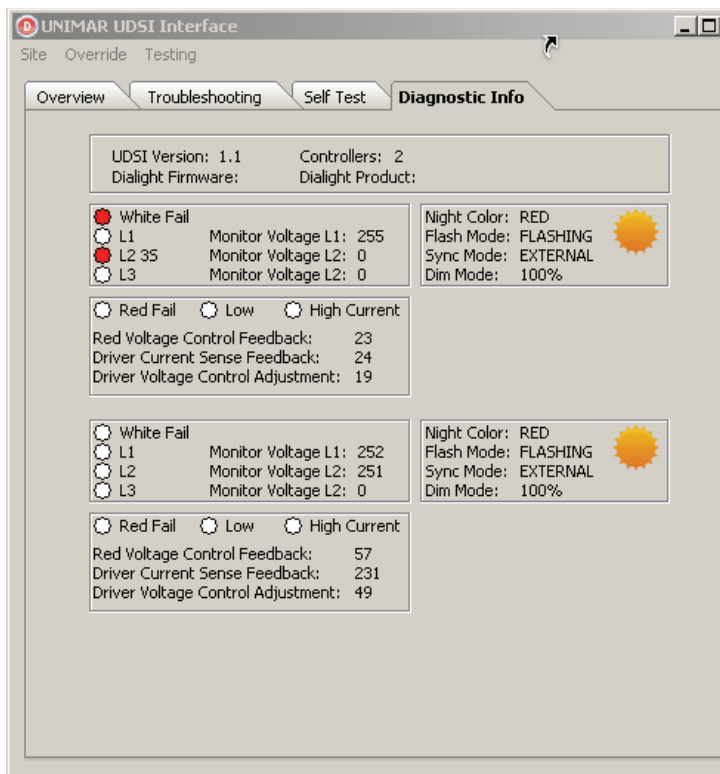 UNIMAR UDSI Interface
Site Override Testing
Overview Troubleshooting Self Test Diagnostic Info
UDSI Version: 1.1 Controllers: 2
Dialight Firmware: Dialight Product:
White Fail
L1 Monitor Voltage L1: 255
L2 3S Monitor Voltage L2: 0
L3 Monitor Voltage L2: 0
Night Color: RED
Flash Mode: FLASHING
Sync Mode: EXTERNAL
Dim Mode: 100%
Red Fail Low High Current
Red Voltage Control Feedback: 23
Driver Current Sense Feedback: 24
Driver Voltage Control Adjustment: 19
White Fail
L1 Monitor Voltage L1: 252
L2 Monitor Voltage L2: 251
L3 Monitor Voltage L2: 0
Night Color: RED
Flash Mode: FLASHING
Sync Mode: EXTERNAL
Dim Mode: 100%
Red Fail Low High Current
Red Voltage Control Feedback: 57
Driver Current Sense Feedback: 231
Driver Voltage Control Adjustment: 49